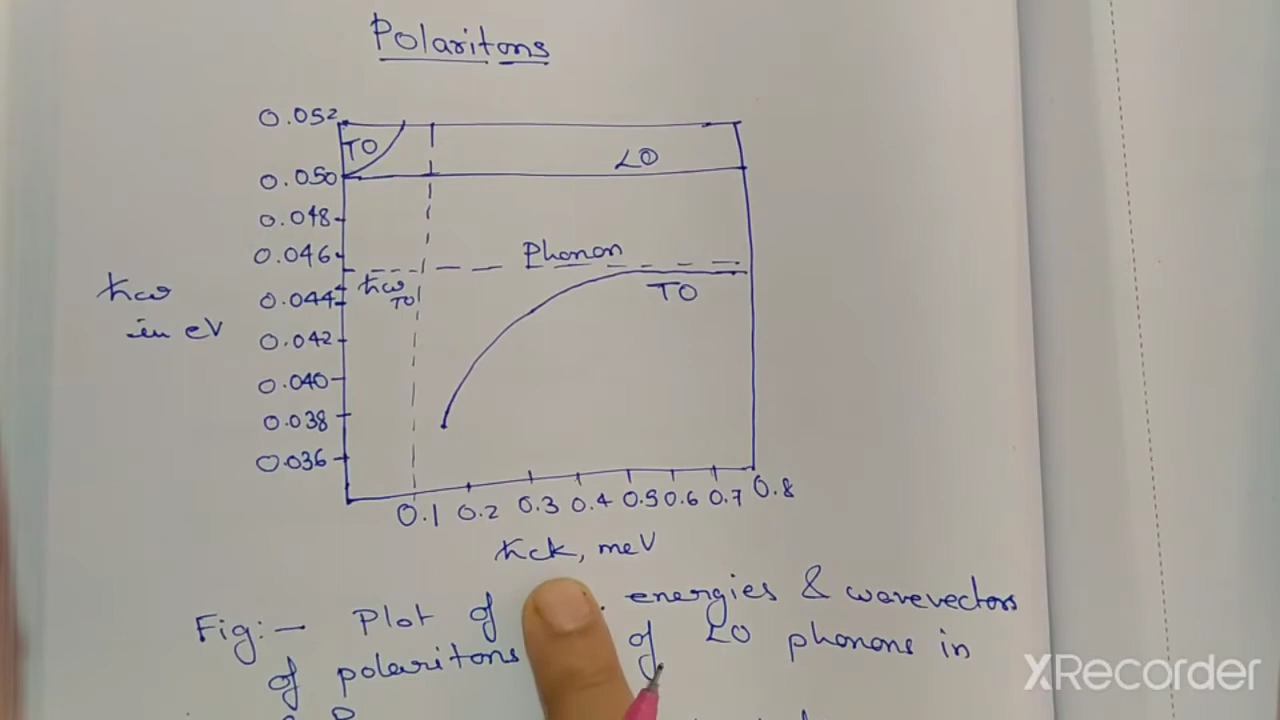 Polaritons
0.052
TO
LO
0.050
0.048
0.046
Phonon
ħω
in eV
ħω TO
0.044
TO
0.042
0.040
0.038
0.036
0.1 0.2 0.3 0.4 0.5 0.6 0.7 0.8
ħck, meV
Fig:- Plot of energies & wavevectors
of polaritons of LO phonons in
XRecorder